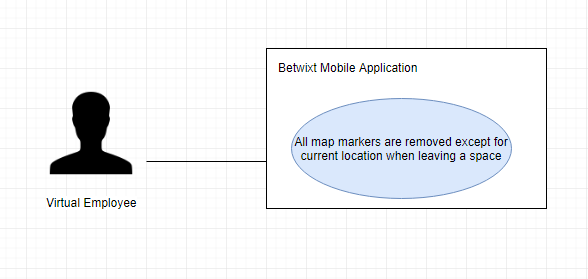 Betwixt Mobile Application
All map markers are removed except for
current location when leaving a space
Virtual Employee